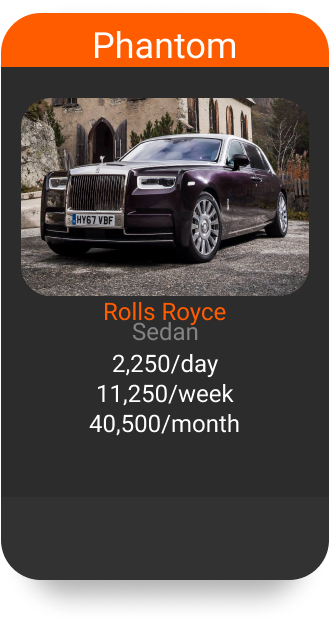 Phantom
HY67 VBF
Rolls Royce
Sedan
2,250/day
11,250/week
40,500/month